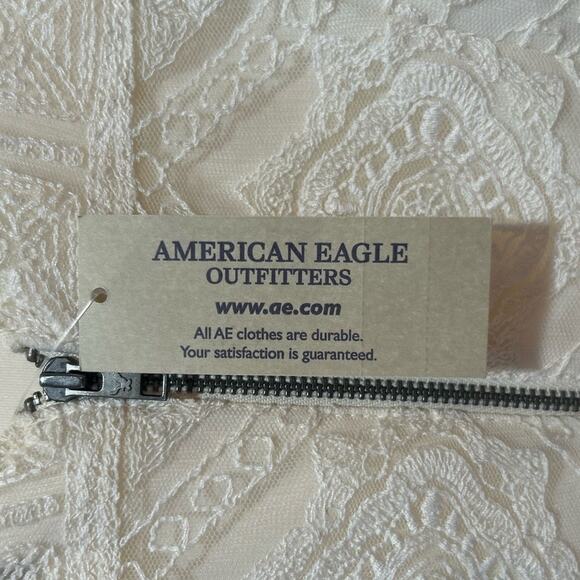 AMERICAN EAGLE
OUTFITTERS
www.ae.com
All AE clothes are durable.
Your satisfaction is guaranteed.